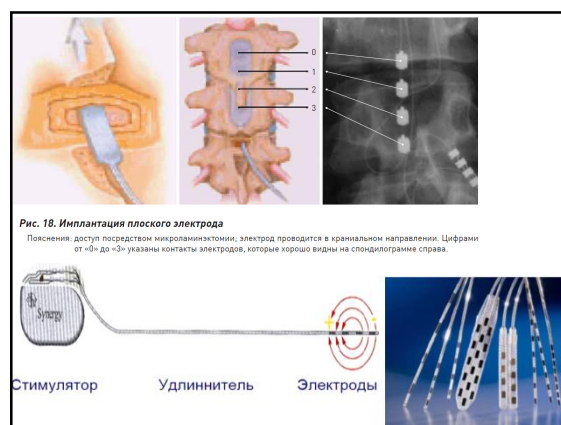 0
1
2
3
Рис. 18. Имплантация плоского электрода
Пояснения: доступ посредством микроламинэктомии; электрод проводится в краниальном направлении. Цифрами
от «0» до «3» указаны контакты электродов, которые хорошо видны на спондилограмме справа.
Synergy
Стимулятор Удлиннитель Электроды